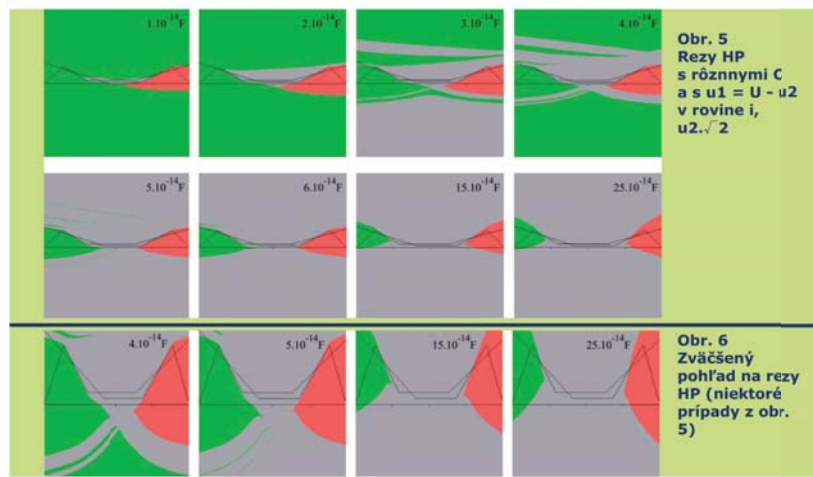 1.10⁻¹⁴F
2.10⁻¹⁴F
3.10⁻¹⁴F
4.10⁻¹⁴F
Obr. 5
Rezy HP
s rôznnymi C
a s u1 = U - u2
v rovine i,
u2.√2
5.10⁻¹⁴F
6.10⁻¹⁴F
15.10⁻¹⁴F
25.10⁻¹⁴F
4.10⁻¹⁴F
5.10⁻¹⁴F
15.10⁻¹⁴F
25.10⁻¹⁴F
Obr. 6
Zväčšený
pohľad na rezy
HP (niektoré
prípady z obr.
5)